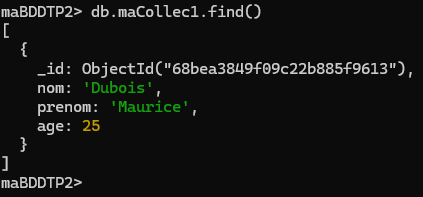 maBDDTP2> db.maCollec1.find()
[
  {
    _id: ObjectId("68bea3849f09c22b885f9613"),
    nom: 'Dubois',
    prenom: 'Maurice',
    age: 25
  }
]
maBDDTP2>